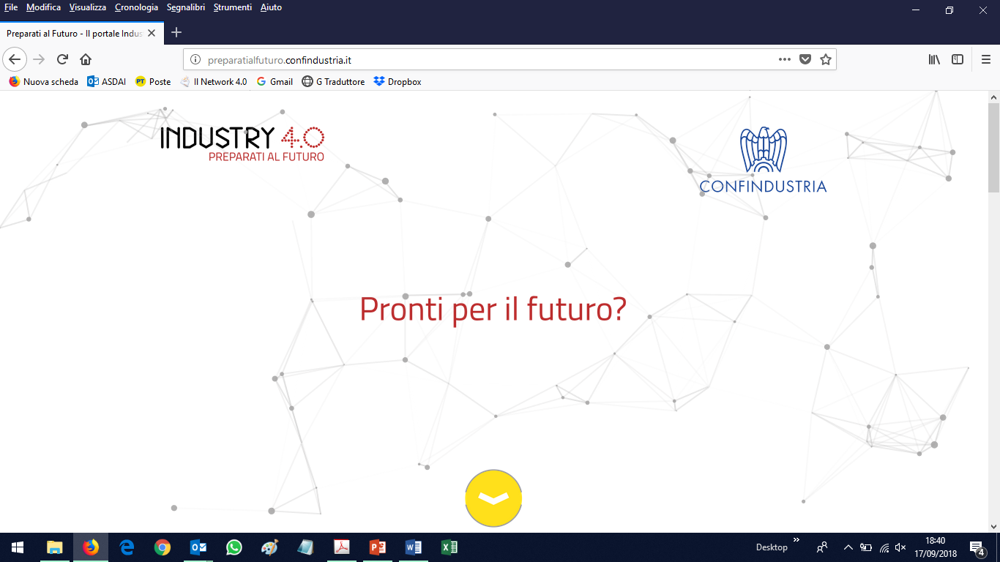 File Modifica Visualizza Cronologia Segnalibri Strumenti Aiuto
Preparati al Futuro - Il portale Indus
preparatialfuturo.confindustria.it
Nuova scheda ASDAI Poste Il Network 4.0 Gmail G Traduttore Dropbox
INDUSTRY 4.0
PREPARATI AL FUTURO
CONFINDUSTRIA
Pronti per il futuro?
Desktop
18:40
17/09/2018
4